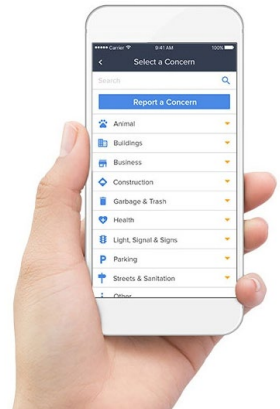 Carrier 9:41 AM 100%
Select a Concern
Search
Report a Concern
Animal
Buildings
Business
Construction
Garbage & Trash
Health
Light, Signal & Signs
P Parking
Streets & Sanitation
Other